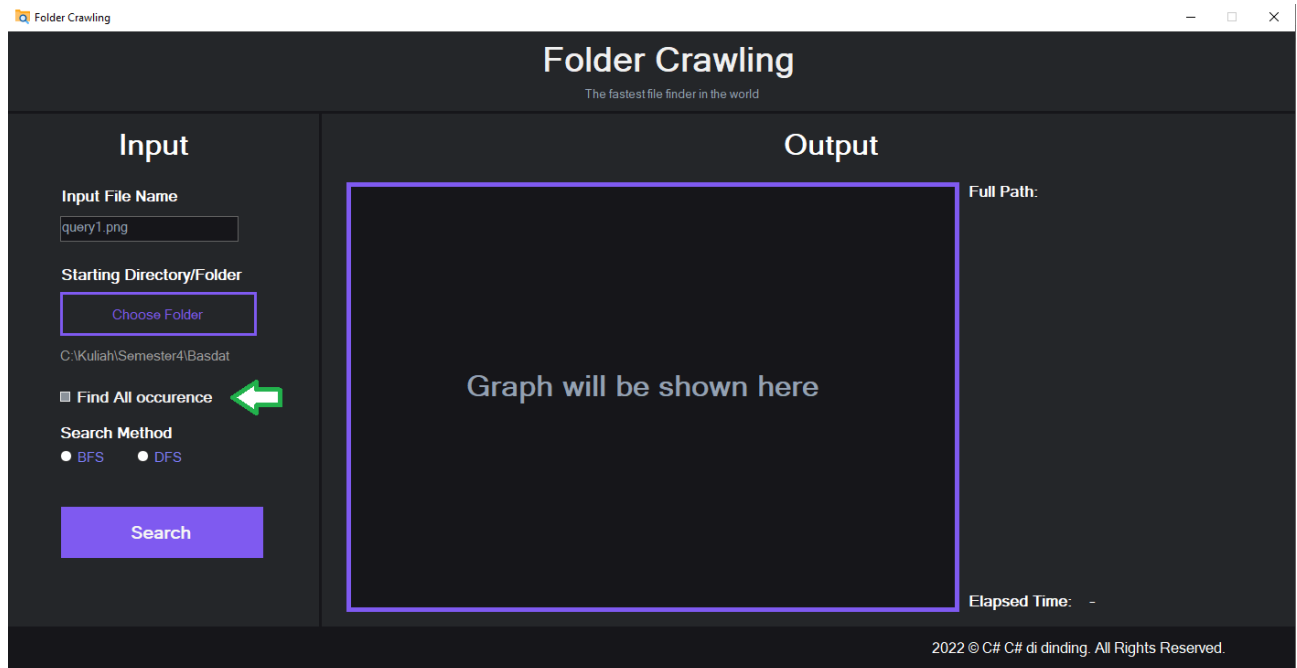 Folder Crawling
Folder Crawling
The fastest file finder in the world
Input
Input File Name
query1.png
Starting Directory/Folder
Choose Folder
C:\Kuliah\Semester4\Basdat
Find All occurence
Search Method
BFS
DFS
Search
Output
Graph will be shown here
Full Path:
Elapsed Time: -
2022 © C# C# di dinding. All Rights Reserved.